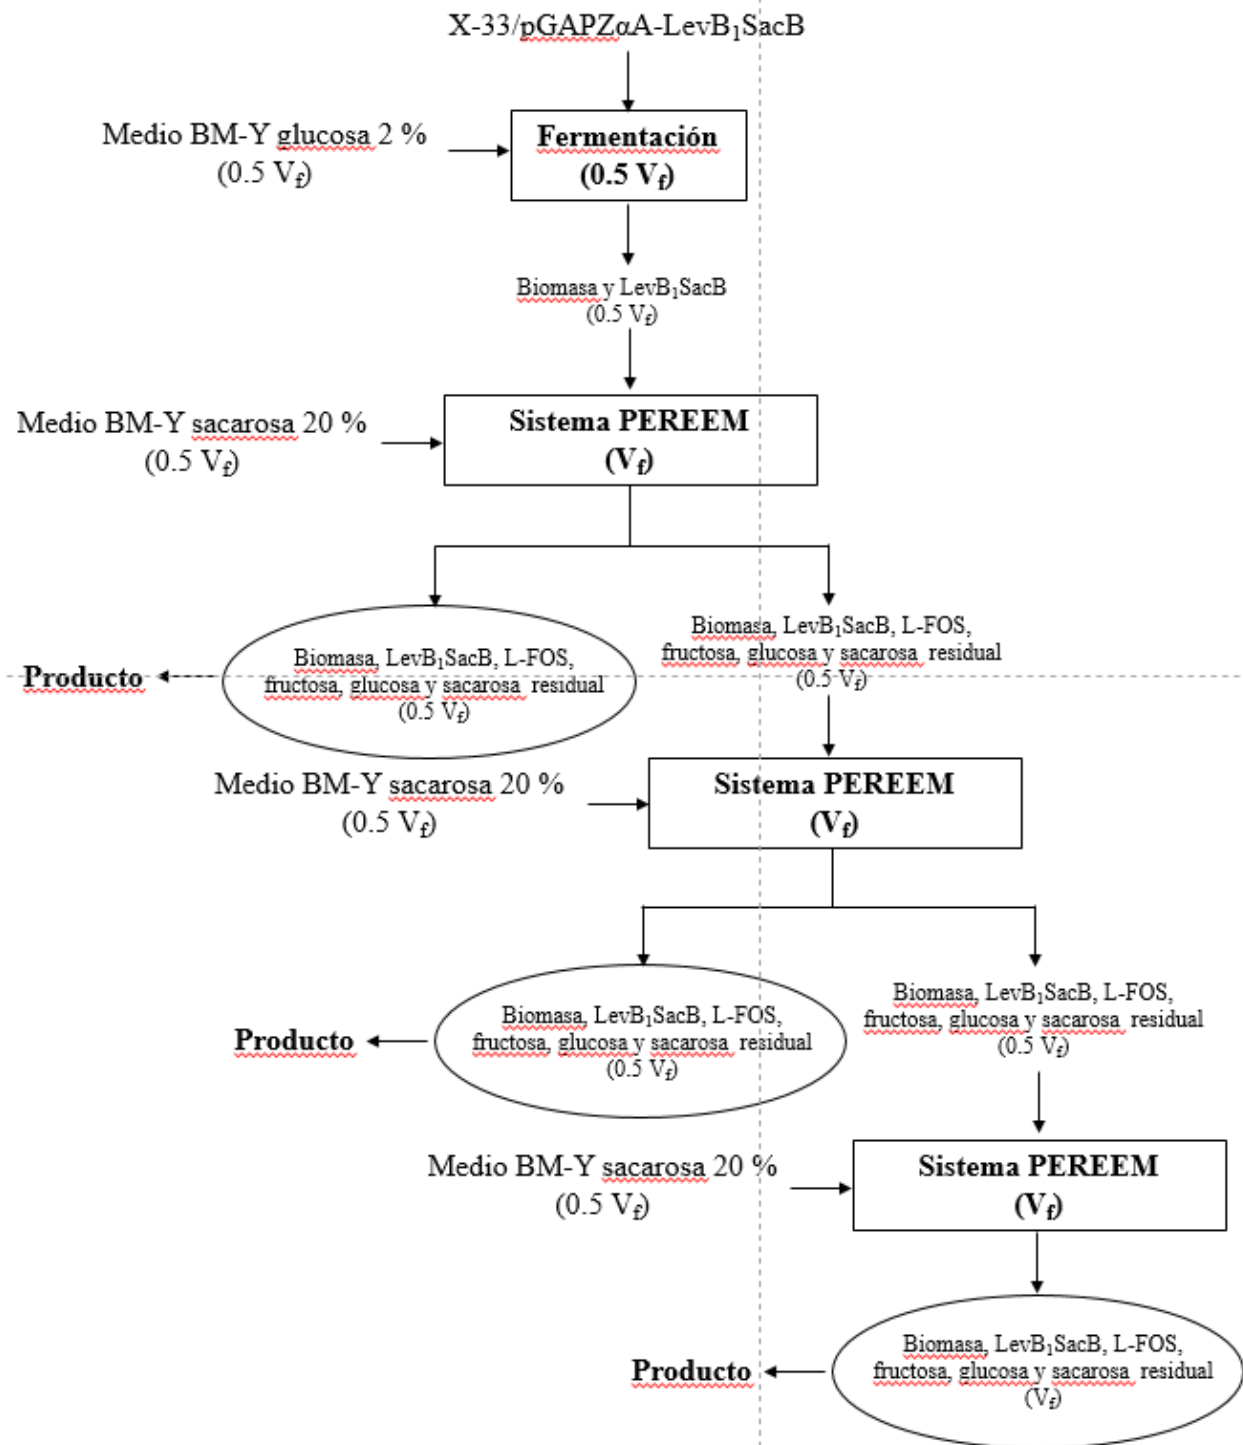 X-33/pGAPZαA-LevB₁SacB
Medio BM-Y glucosa 2 %
(0.5 V_f)
Fermentación
(0.5 V_f)
Biomasa y LevB₁SacB
(0.5 V_f)
Medio BM-Y sacarosa 20 %
(0.5 V_f)
Sistema PEREEM
(V_f)
Producto
Biomasa, LevB₁SacB, L-FOS,
fructosa, glucosa y sacarosa residual
(0.5 V_f)
Biomasa, LevB₁SacB, L-FOS,
fructosa, glucosa y sacarosa residual
(0.5 V_f)
Medio BM-Y sacarosa 20 %
(0.5 V_f)
Sistema PEREEM
(V_f)
Producto
Biomasa, LevB₁SacB, L-FOS,
fructosa, glucosa y sacarosa residual
(0.5 V_f)
Biomasa, LevB₁SacB, L-FOS,
fructosa, glucosa y sacarosa residual
(0.5 V_f)
Medio BM-Y sacarosa 20 %
(0.5 V_f)
Sistema PEREEM
(V_f)
Producto
Biomasa, LevB₁SacB, L-FOS,
fructosa, glucosa y sacarosa residual
(V_f)